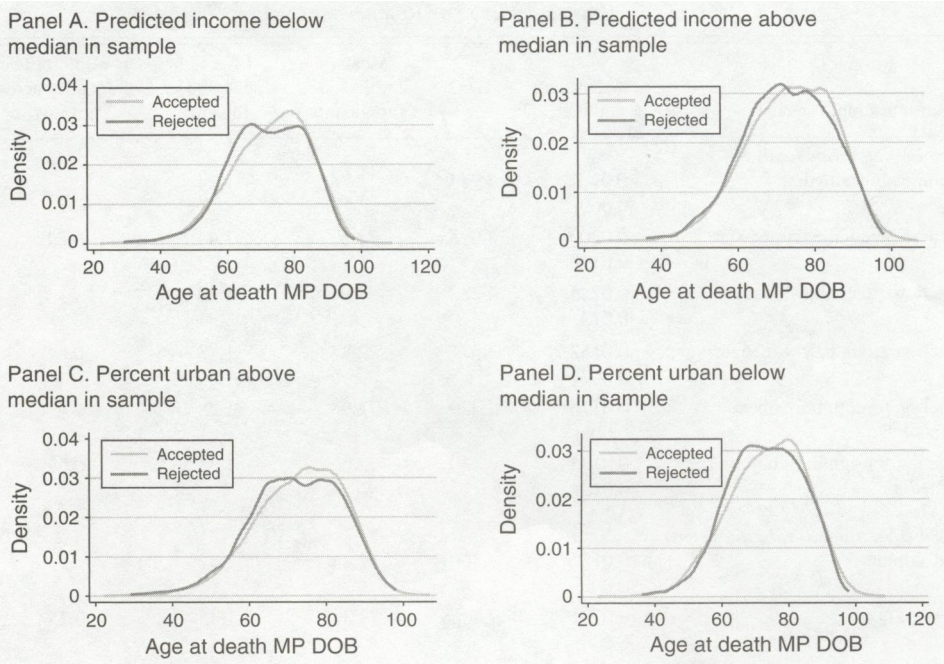 Panel A. Predicted income below
median in sample
0.04
0.03
0.02
0.01
0
Density
Accepted
Rejected
20 40 60 80 100 120
Age at death MP DOB
Panel B. Predicted income above
median in sample
0.03
0.02
0.01
0
Density
Accepted
Rejected
20 40 60 80 100
Age at death MP DOB
Panel C. Percent urban above
median in sample
0.04
0.03
0.02
0.01
0
Density
Accepted
Rejected
20 40 60 80 100
Age at death MP DOB
Panel D. Percent urban below
median in sample
0.03
0.02
0.01
0
Density
Accepted
Rejected
20 40 60 80 100 120
Age at death MP DOB